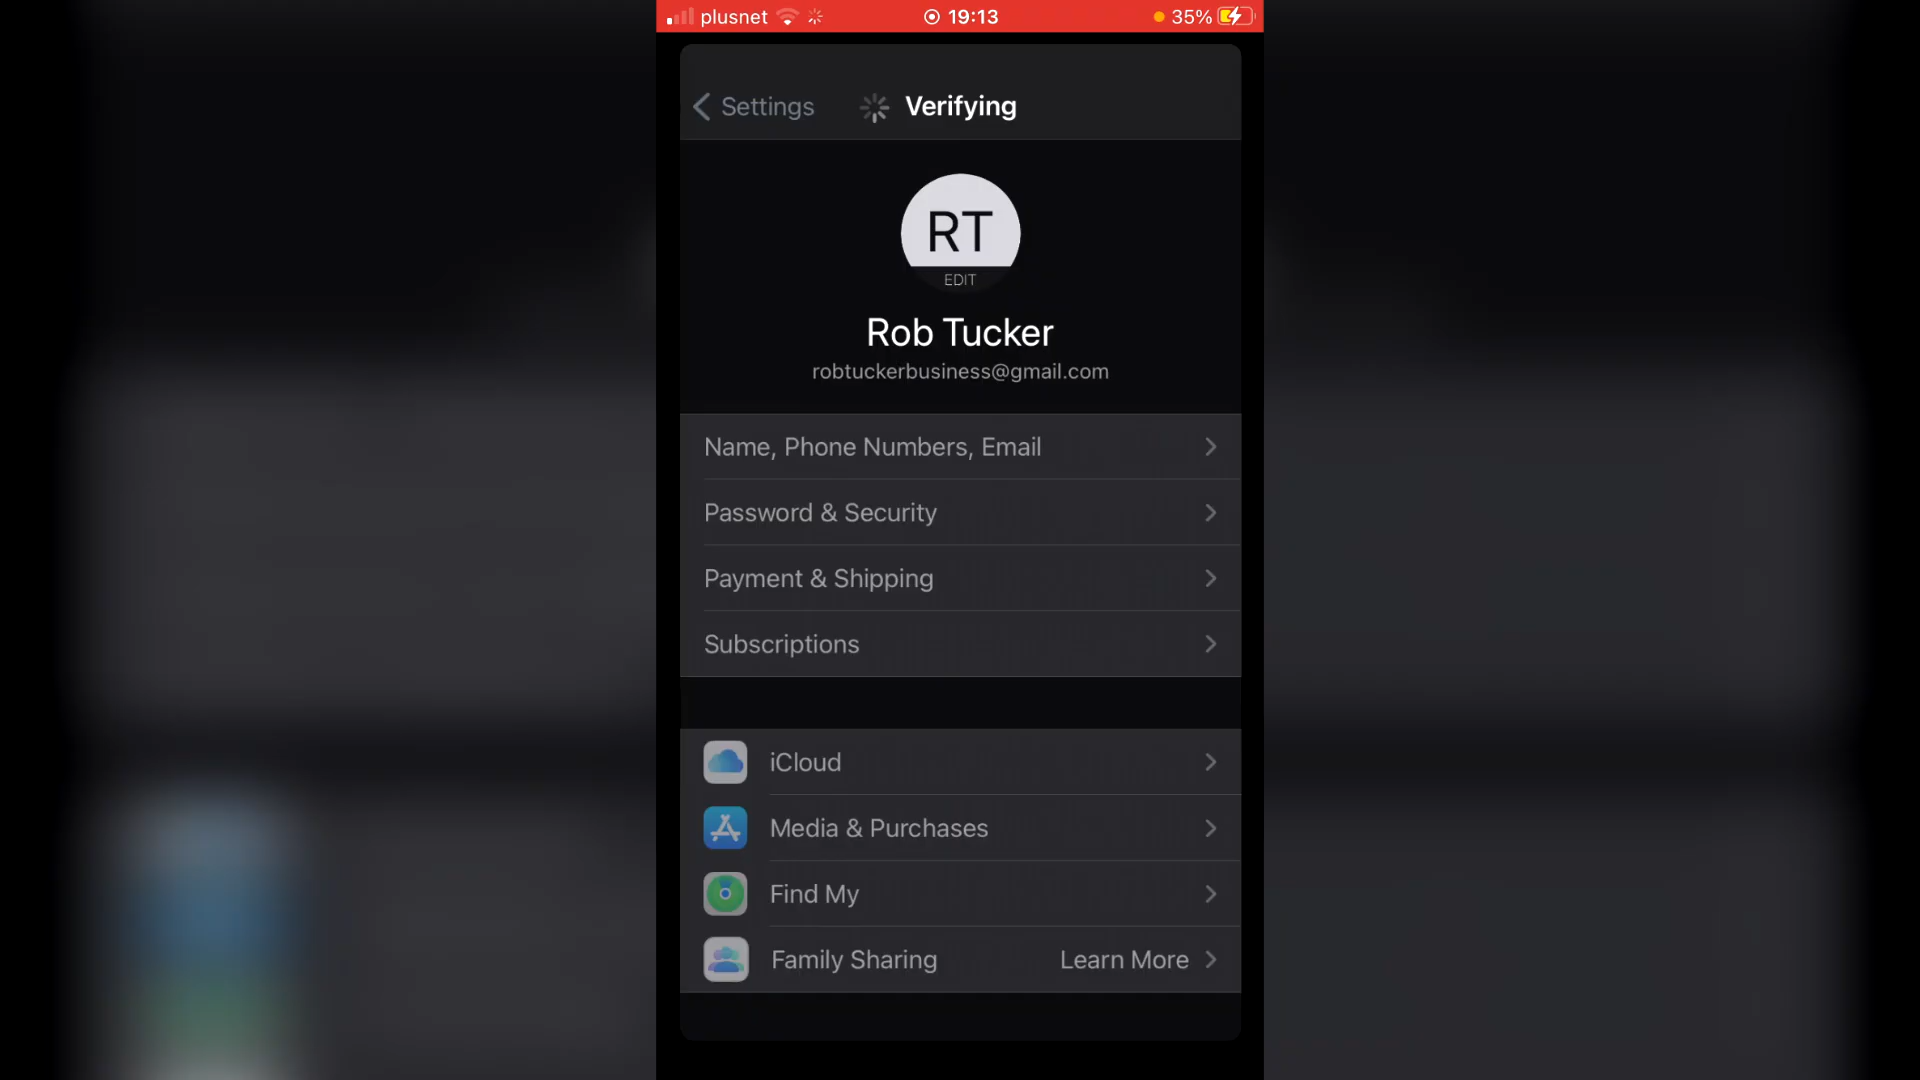 plusnet 19:13 35%
Settings Verifying
RT
EDIT
Rob Tucker
robtuckerbusiness@gmail.com
Name, Phone Numbers, Email
Password & Security
Payment & Shipping
Subscriptions
iCloud
Media & Purchases
Find My
Family Sharing Learn More